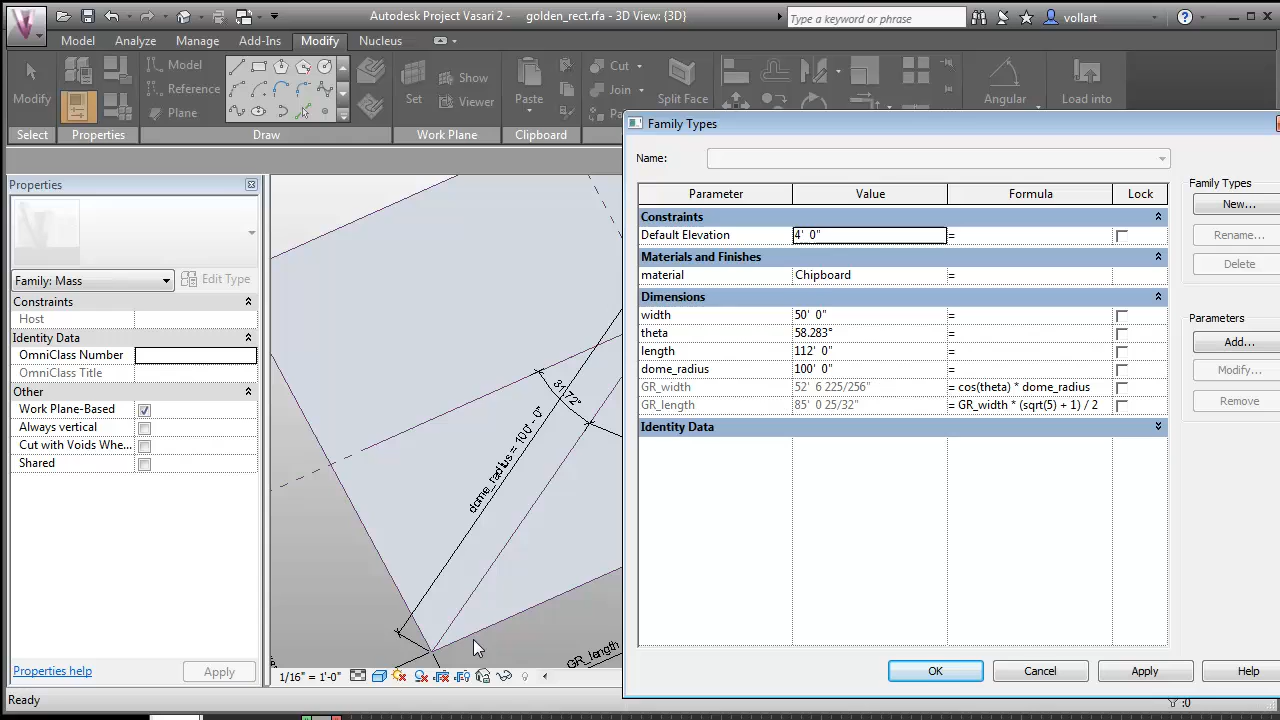 Autodesk Project Vasari 2 -    golden_rect.rfa - 3D View: {3D}
Type a keyword or phrase
vollart
Model
Analyze
Manage
Add-Ins
Modify
Nucleus
Modify
Model
Reference
Plane
Set
Show
Viewer
Paste
Cut
Join
Split Face
Angular
Load into
Select
Properties
Draw
Work Plane
Clipboard
Properties
Family: Mass
Edit Type
Constraints
Host
Identity Data
OmniClass Number
OmniClass Title
Other
Work Plane-Based
Always vertical
Cut with Voids Whe...
Shared
Properties help
Apply
dome_radius = 100' - 0"
31.72°
GR_length
1/16" = 1'-0"
Ready
:0
Family Types
Name:
Parameter Value Formula Lock
Constraints
Default Elevation 4' 0" =
Materials and Finishes
material Chipboard =
Dimensions
width 50' 0" =
theta 58.283° =
length 112' 0" =
dome_radius 100' 0" =
GR_width 52' 6 225/256" = cos(theta) * dome_radius
GR_length 85' 0 25/32" = GR_width * (sqrt(5) + 1) / 2
Identity Data
Family Types
New...
Rename...
Delete
Parameters
Add...
Modify...
Remove
OK
Cancel
Apply
Help